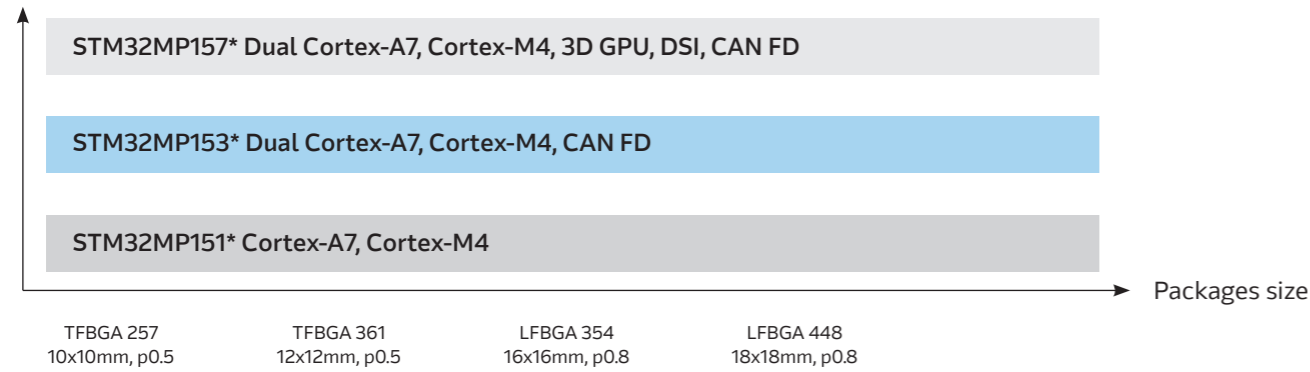 STM32MP157* Dual Cortex-A7, Cortex-M4, 3D GPU, DSI, CAN FD
STM32MP153* Dual Cortex-A7, Cortex-M4, CAN FD
STM32MP151* Cortex-A7, Cortex-M4
Packages size
TFBGA 257 TFBGA 361 LFBGA 354 LFBGA 448
10x10mm, p0.5 12x12mm, p0.5 16x16mm, p0.8 18x18mm, p0.8